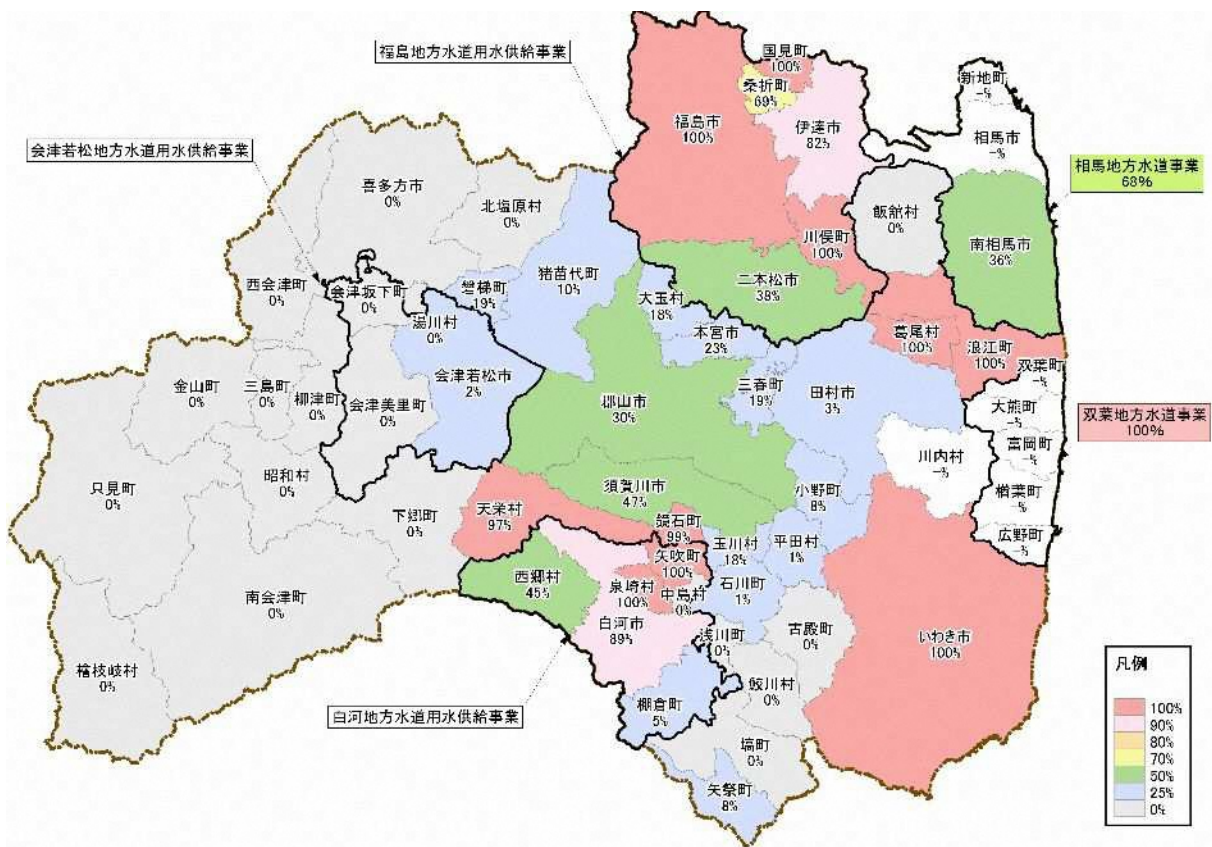 福島地方水道用水供給事業
国見町
100%
桑折町
69%
新地町
-%
福島市
100%
伊達市
82%
相馬市
-%
会津若松地方水道用水供給事業
相馬地方水道事業
68%
喜多方市
0%
北塩原村
0%
飯舘村
0%
川俣町
100%
南相馬市
36%
猪苗代町
10%
二本松市
38%
西会津町
0%
会津坂下町
0%
磐梯町
19%
大玉村
18%
湯川村
0%
本宮市
23%
葛尾村
100%
浪江町
100%
双葉町
-%
金山町
0%
三島町
0%
柳津町
0%
会津美里町
0%
会津若松市
2%
郡山市
30%
三春町
19%
田村市
3%
大熊町
-%
双葉地方水道事業
100%
富岡町
-%
川内村
-%
只見町
0%
昭和村
0%
下郷町
0%
須賀川市
47%
小野町
8%
楢葉町
-%
天栄村
97%
鏡石町
99%
玉川村
18%
平田村
1%
広野町
-%
矢吹町
100%
西郷村
45%
泉崎村
100%
中島村
0%
石川町
1%
南会津町
0%
白河市
89%
浅川町
0%
古殿町
0%
いわき市
100%
檜枝岐村
0%
鮫川村
0%
棚倉町
5%
白河地方水道用水供給事業
塙町
0%
矢祭町
8%
凡例
100%
90%
80%
70%
50%
25%
0%